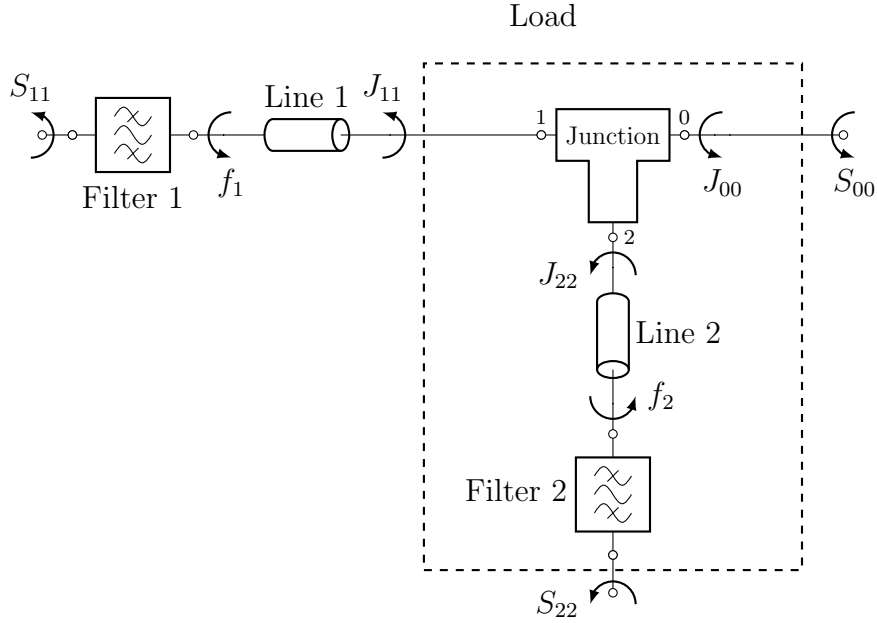 Load
S₁₁
Filter 1
f₁
Line 1
J₁₁
1
Junction
0
J₀₀
S₀₀
2
J₂₂
Line 2
f₂
Filter 2
S₂₂